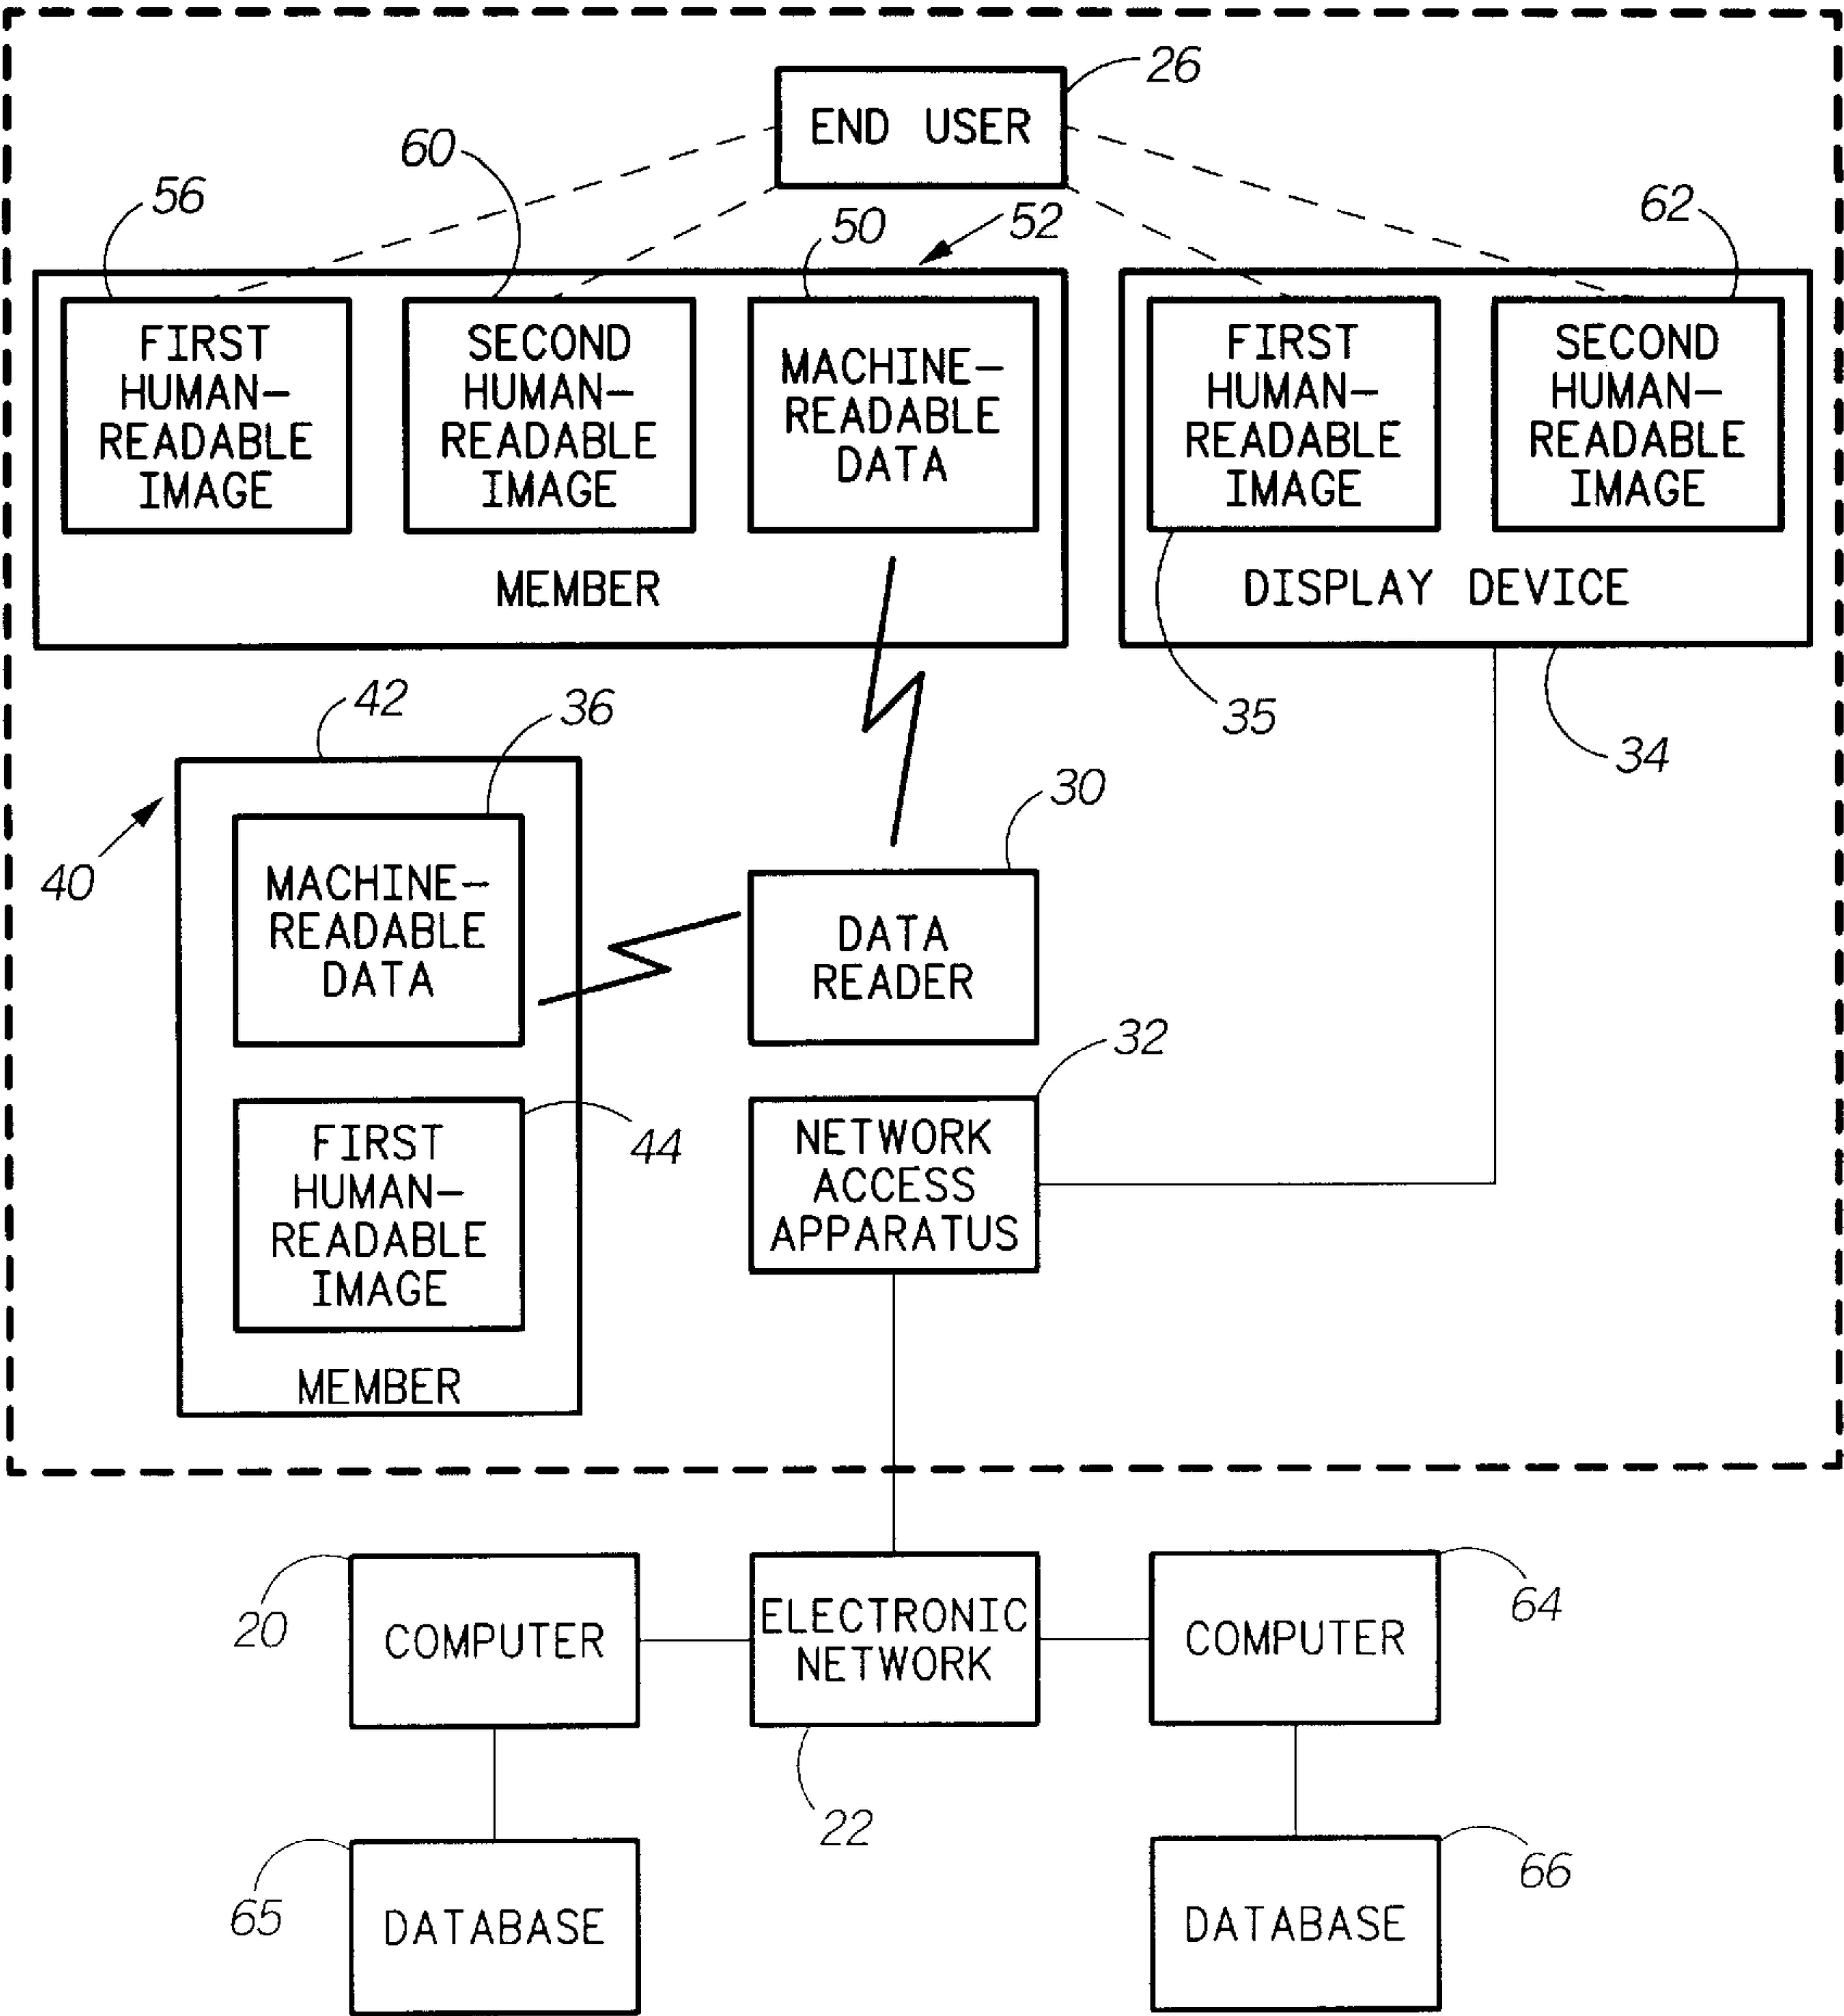 26
END USER
60
56
50
52
62
FIRST
HUMAN-
READABLE
IMAGE
SECOND
HUMAN-
READABLE
IMAGE
MACHINE-
READABLE
DATA
MEMBER
FIRST
HUMAN-
READABLE
IMAGE
SECOND
HUMAN-
READABLE
IMAGE
DISPLAY DEVICE
35
34
42
36
40
MACHINE-
READABLE
DATA
44
FIRST
HUMAN-
READABLE
IMAGE
MEMBER
30
DATA
READER
32
NETWORK
ACCESS
APPARATUS
20
COMPUTER
ELECTRONIC
NETWORK
22
64
COMPUTER
65
DATABASE
66
DATABASE